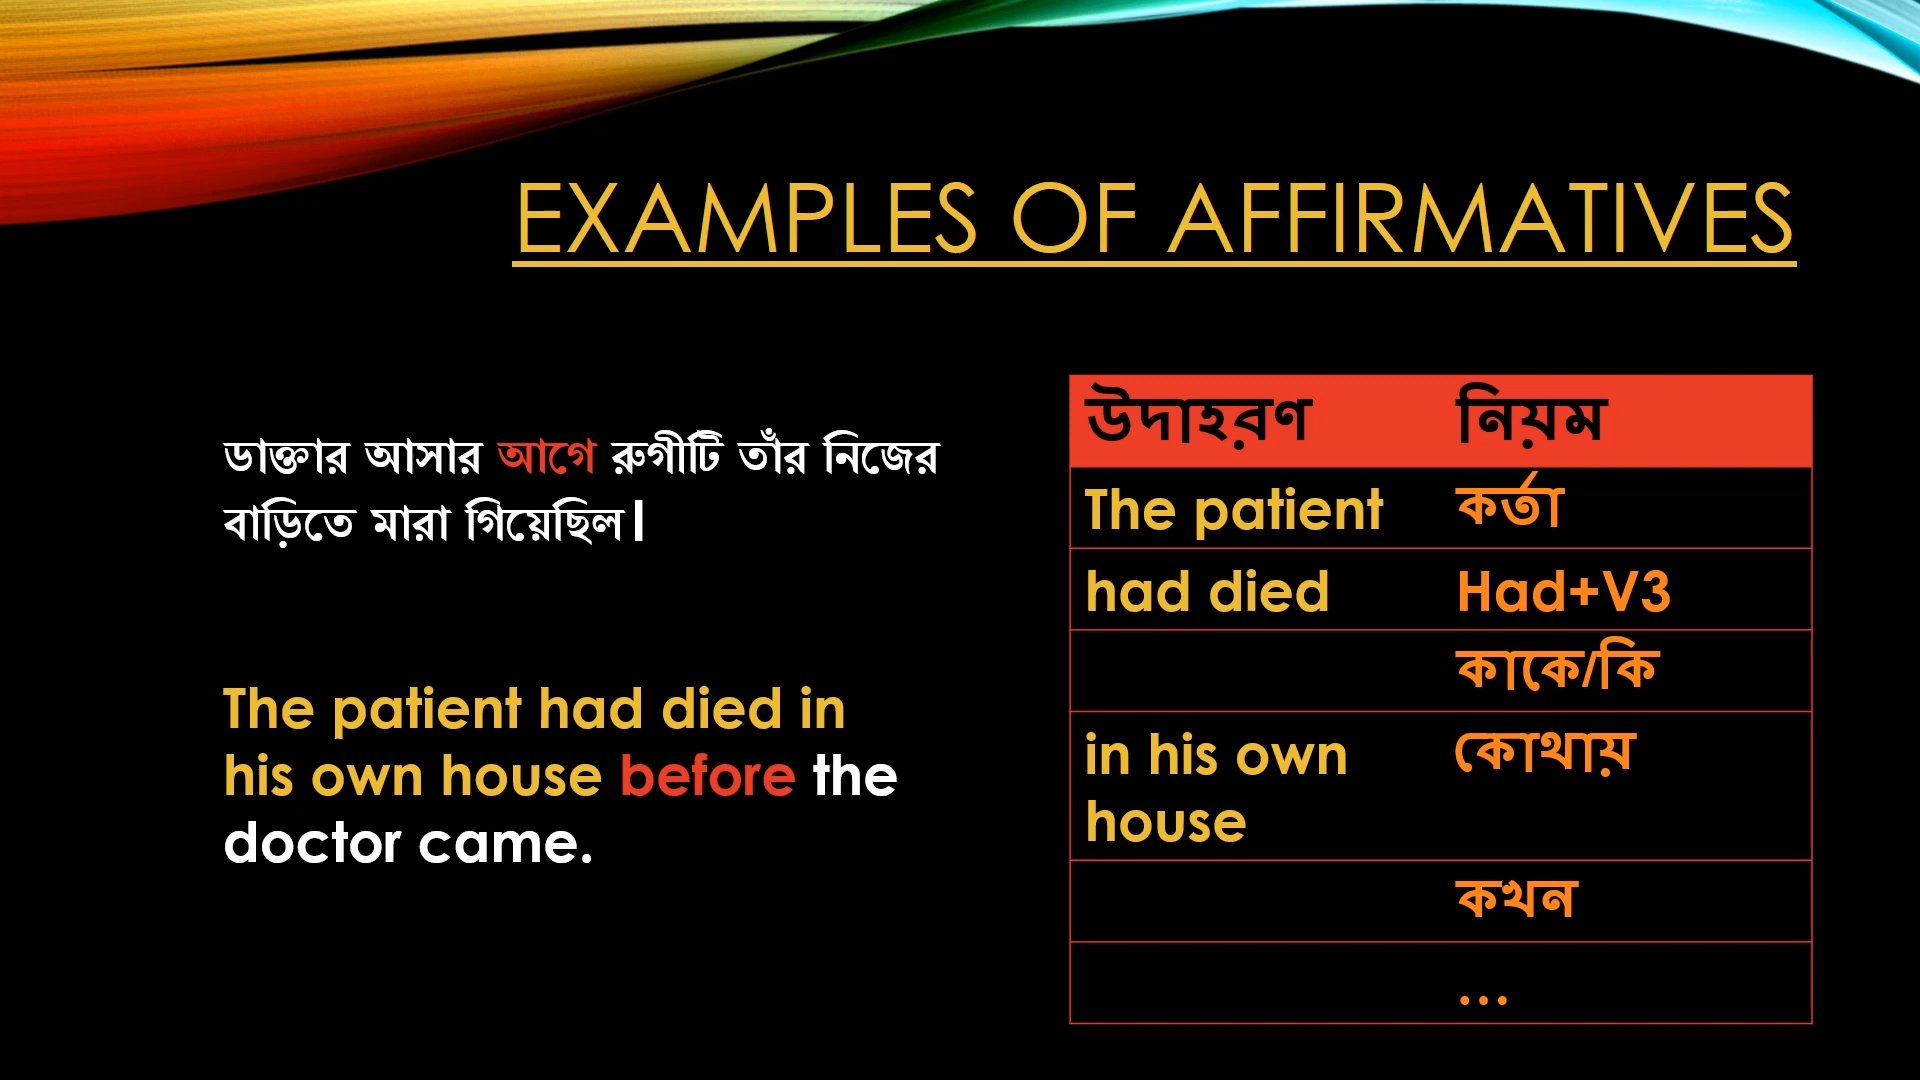 EXAMPLES OF AFFIRMATIVES
ডাক্তার আসার আগে রুগীটি তাঁর নিজের
বাড়িতে মারা গিয়েছিল।
The patient had died in
his own house before the
doctor came.
উদাহরণ নিয়ম
The patient কর্তা
had died Had+V3
কাকে/কি
in his own কোথায়
house
কখন
...